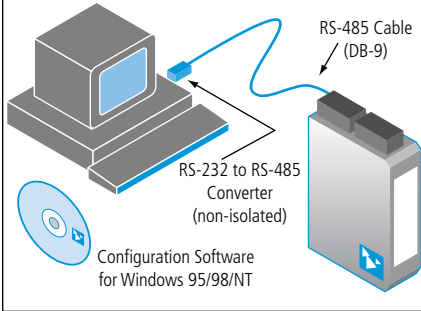 RS-485 Cable
(DB-9)
RS-232 to RS-485
Converter
(non-isolated)
Configuration Software
for Windows 95/98/NT